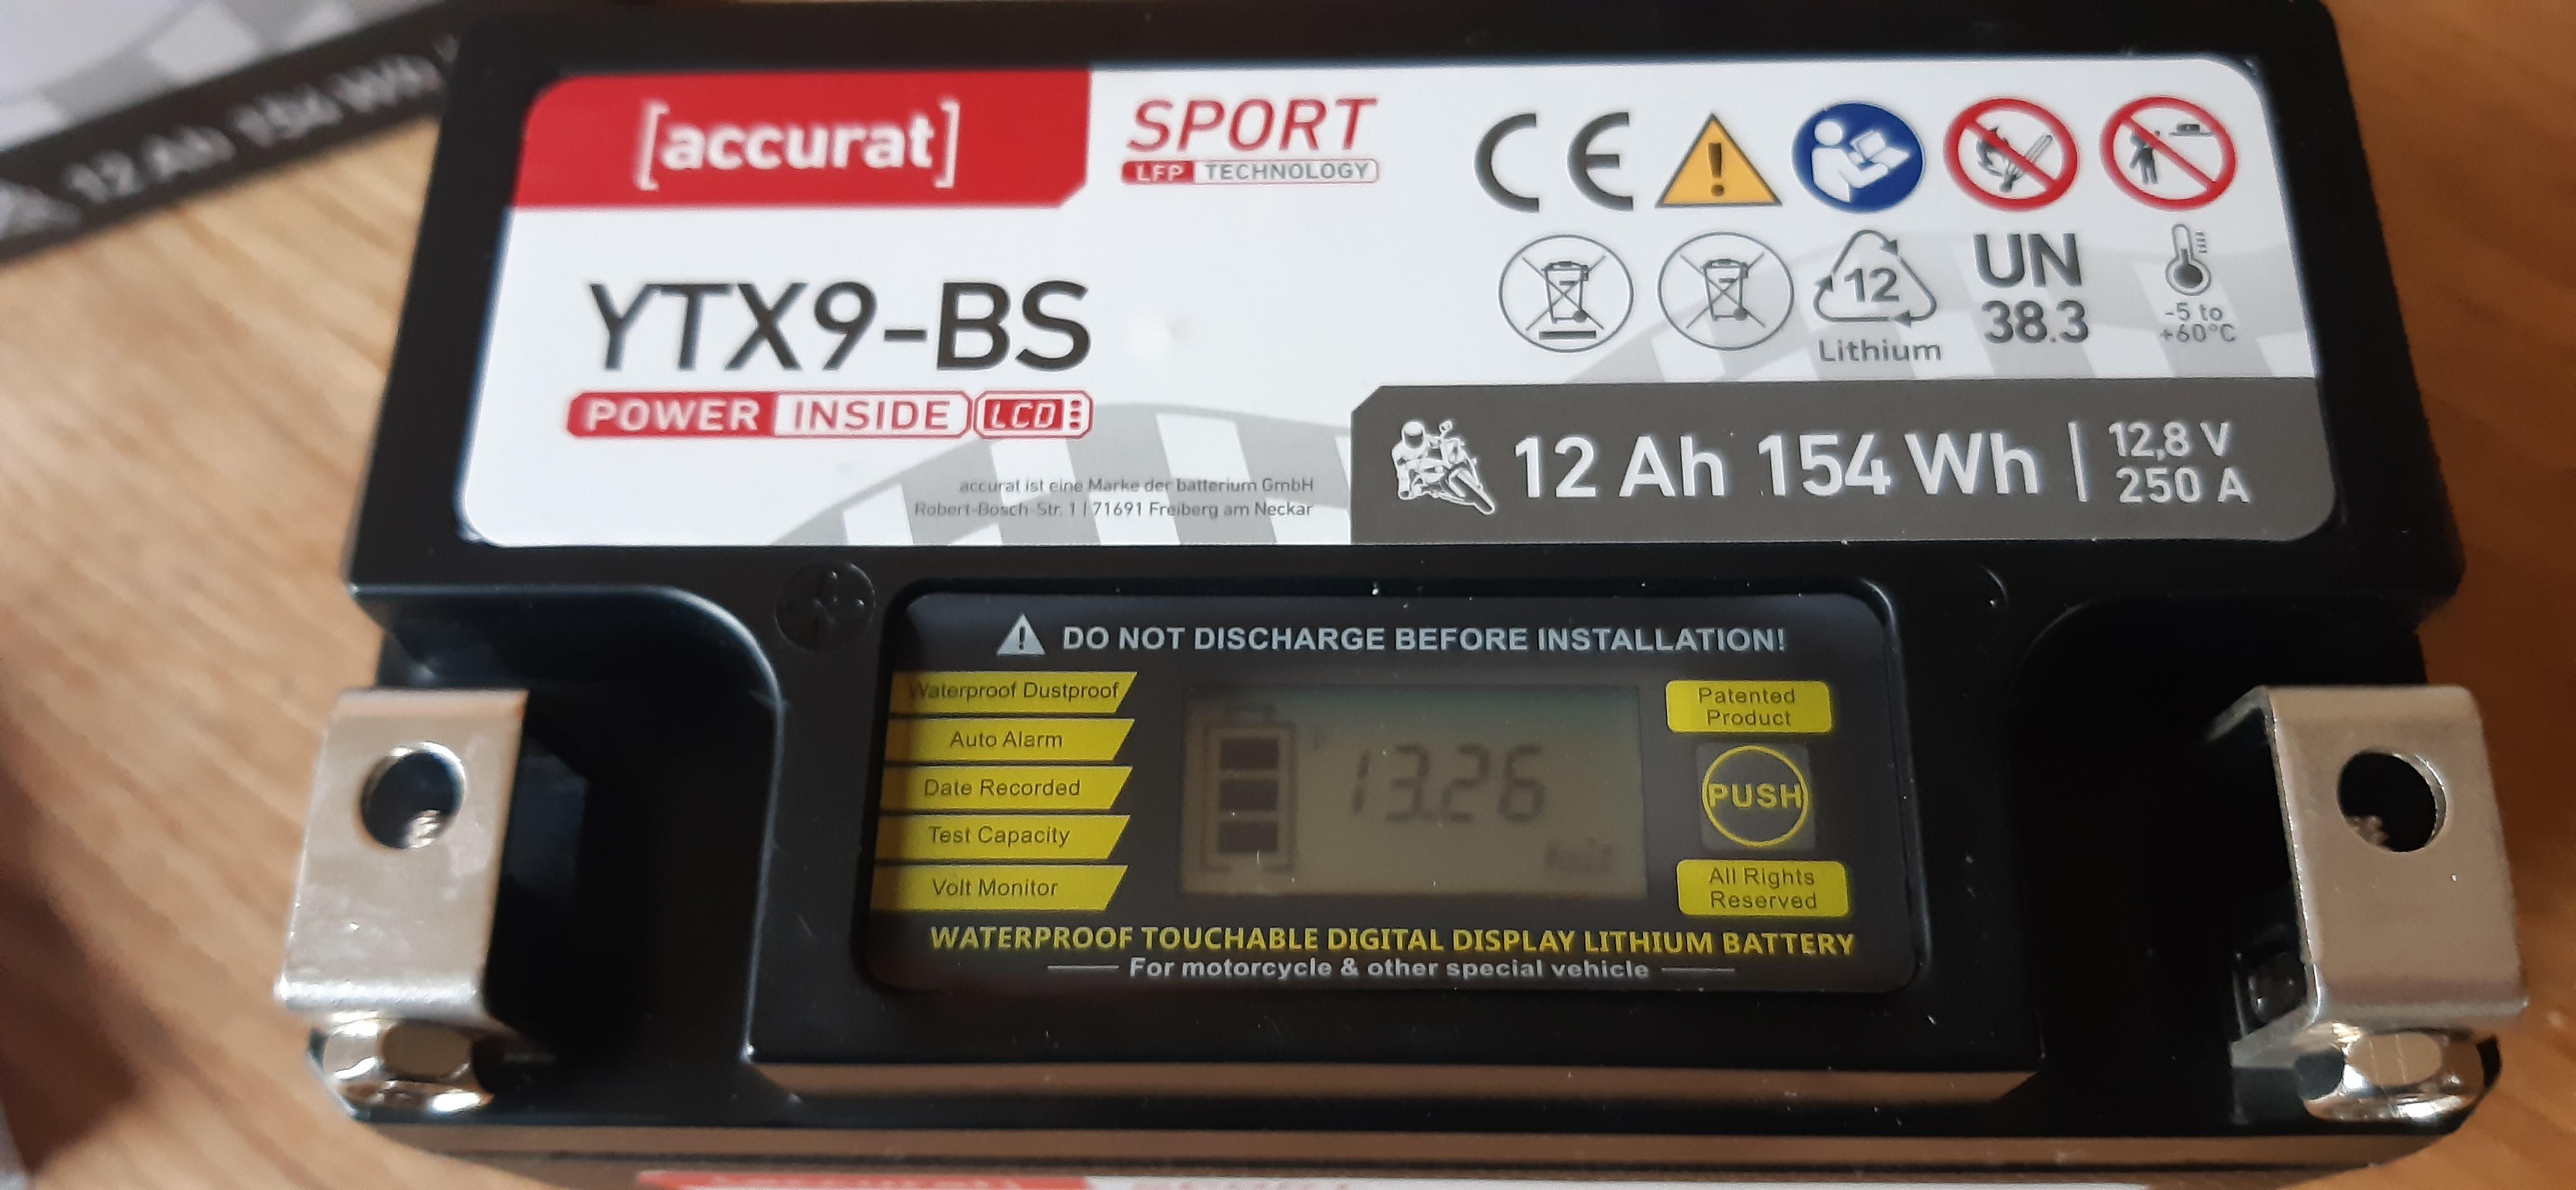 12 Ah 154 Wh
[accurat]
SPORT
LFP TECHNOLOGY
CE
YTX9-BS
12
Lithium
UN
38.3
-5 to
+60°C
POWER INSIDE LCD
accurat ist eine Marke der batterium GmbH
Robert-Bosch-Str. 1 | 71691 Freiberg am Neckar
12 Ah 154 Wh | 12,8 V
250 A
DO NOT DISCHARGE BEFORE INSTALLATION!
Waterproof Dustproof
Auto Alarm
Date Recorded
Test Capacity
Volt Monitor
13.26
Patented
Product
PUSH
All Rights
Reserved
WATERPROOF TOUCHABLE DIGITAL DISPLAY LITHIUM BATTERY
For motorcycle & other special vehicle